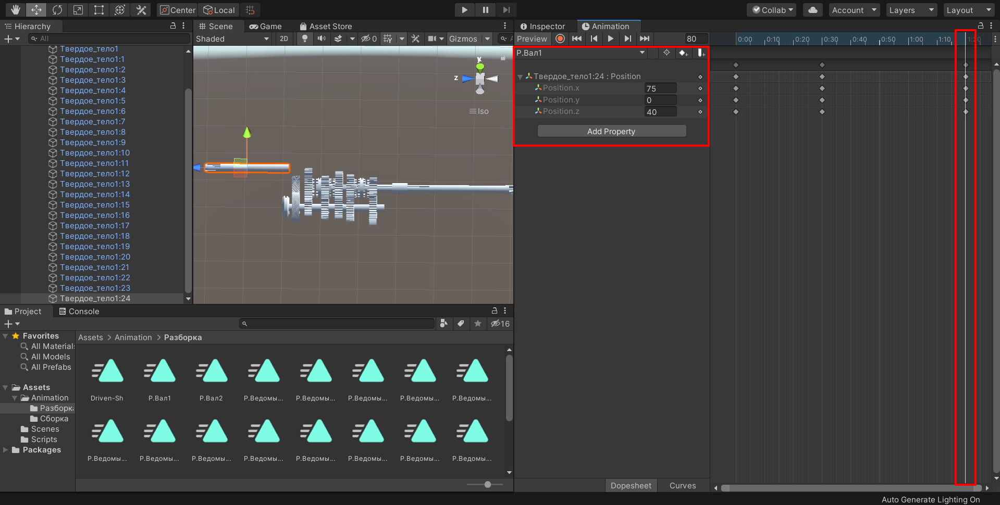 Center
Local
Collab
Account
Layers
Layout
Hierarchy
Scene
Game
Asset Store
Inspector
Animation
All
Shaded
2D
0
Gizmos
Preview
80
0:00
0:10
0:20
0:30
0:40
0:50
1:00
1:10
1:20
Твердое_тело1
Твердое_тело1:1
Твердое_тело1:2
Твердое_тело1:3
Твердое_тело1:4
Твердое_тело1:5
Твердое_тело1:6
Твердое_тело1:7
Твердое_тело1:8
Твердое_тело1:9
Твердое_тело1:10
Твердое_тело1:11
Твердое_тело1:12
Твердое_тело1:13
Твердое_тело1:14
Твердое_тело1:15
Твердое_тело1:16
Твердое_тело1:17
Твердое_тело1:18
Твердое_тело1:19
Твердое_тело1:20
Твердое_тело1:21
Твердое_тело1:22
Твердое_тело1:23
Твердое_тело1:24
y
z
Iso
Р.Вал1
Твердое_тело1:24 : Position
Position.x 75
Position.y 0
Position.z 40
Add Property
Project
Console
16
Favorites
All Materials
All Models
All Prefabs
Assets
Animation
Разборка
Сборка
Scenes
Scripts
Packages
Assets > Animation > Разборка
Driven-Sh
Р.Вал1
Р.Вал2
Р.Ведомы...
Р.Ведомы...
Р.Ведомы...
Р.Ведомы...
Р.Ведомы...
Р.Ведомы...
Р.Ведомы...
Р.Ведомы...
Р.Ведомы...
Р.Ведомы...
Р.Ведомы...
Р.Ведомы...
Р.Ведомы...
Dopesheet
Curves
Auto Generate Lighting On